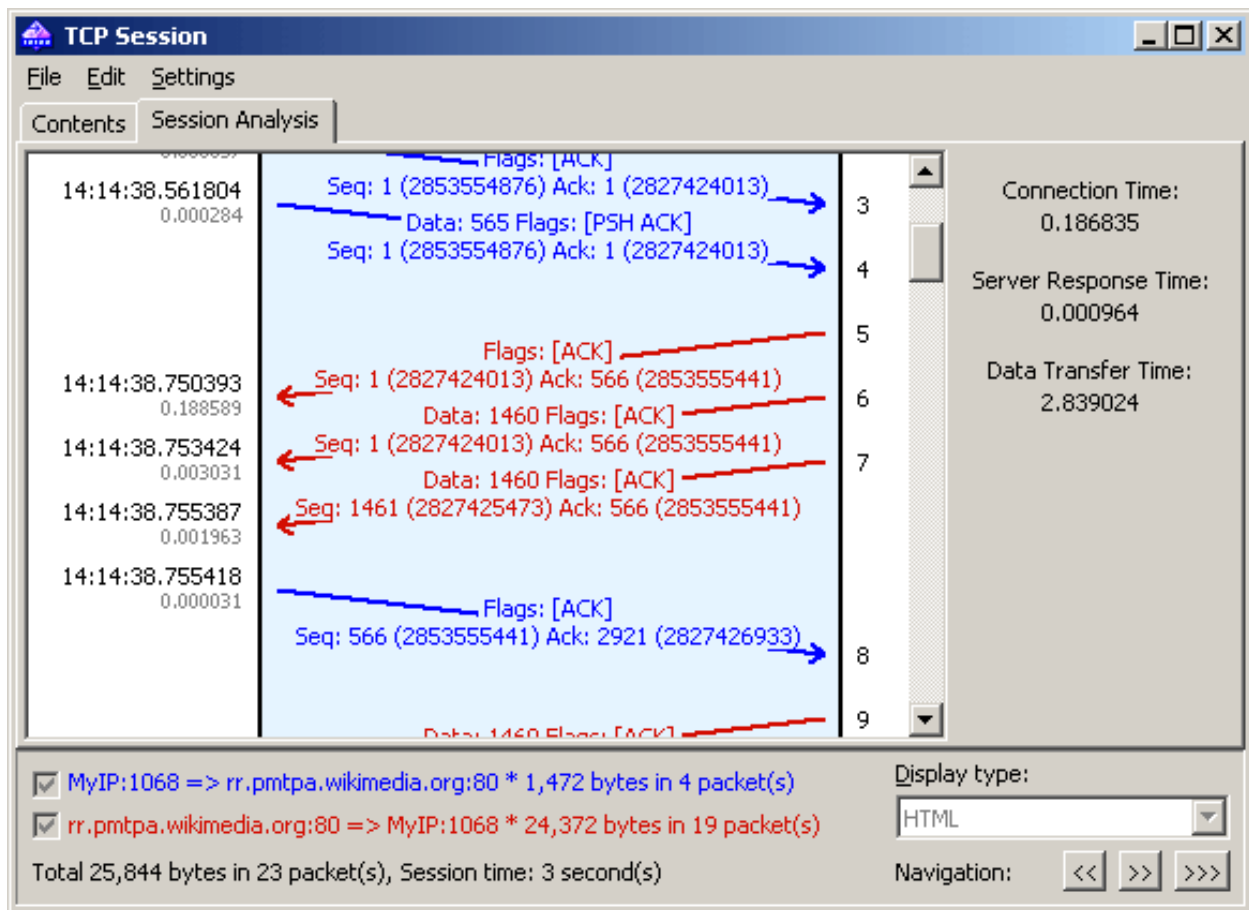 TCP Session
File Edit Settings
Contents Session Analysis
Flags: [ACK]
14:14:38.561804 Seq: 1 (2853554876) Ack: 1 (2827424013)
0.000284 3
Data: 565 Flags: [PSH ACK]
Seq: 1 (2853554876) Ack: 1 (2827424013)
4
5
Flags: [ACK]
14:14:38.750393 Seq: 1 (2827424013) Ack: 566 (2853555441)
0.188589 6
Data: 1460 Flags: [ACK]
14:14:38.753424 Seq: 1 (2827424013) Ack: 566 (2853555441)
0.003031 7
Data: 1460 Flags: [ACK]
14:14:38.755387 Seq: 1461 (2827425473) Ack: 566 (2853555441)
0.001963
14:14:38.755418
0.000031 Flags: [ACK]
Seq: 566 (2853555441) Ack: 2921 (2827426933)
8
9
Data: 1460 Flags: [ACK]
Connection Time:
0.186835
Server Response Time:
0.000964
Data Transfer Time:
2.839024
MyIP:1068 => rr.pmtpa.wikimedia.org:80 * 1,472 bytes in 4 packet(s)
rr.pmtpa.wikimedia.org:80 => MyIP:1068 * 24,372 bytes in 19 packet(s)
Total 25,844 bytes in 23 packet(s), Session time: 3 second(s)
Display type:
HTML
Navigation: << >> >>>